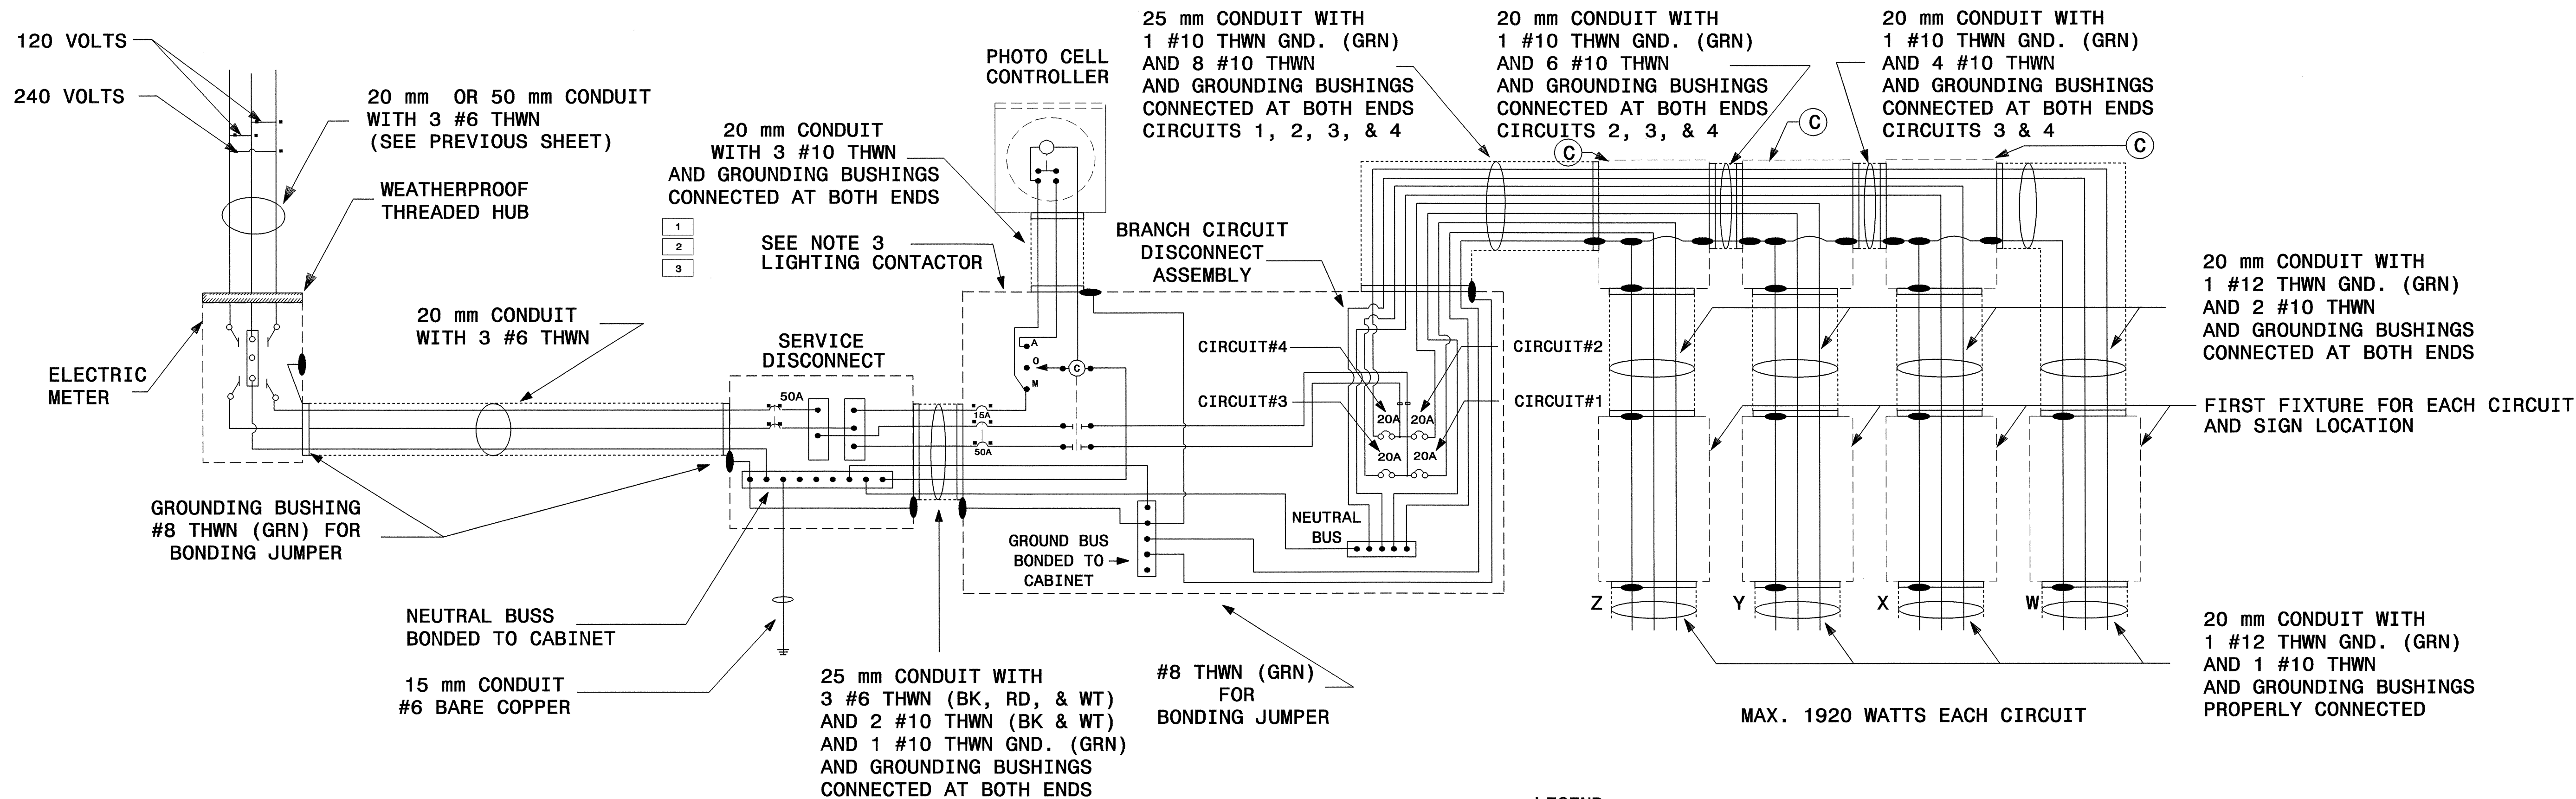 120 VOLTS
240 VOLTS
20 mm OR 50 mm CONDUIT
WITH 3 #6 THWN
(SEE PREVIOUS SHEET)
WEATHERPROOF
THREADED HUB
ELECTRIC
METER
20 mm CONDUIT
WITH 3 #6 THWN
GROUNDING BUSHING
#8 THWN (GRN) FOR
BONDING JUMPER
NEUTRAL BUSS
BONDED TO CABINET
15 mm CONDUIT
#6 BARE COPPER
SERVICE
DISCONNECT
50A
20 mm CONDUIT
WITH 3 #10 THWN
AND GROUNDING BUSHINGS
CONNECTED AT BOTH ENDS
1
2
3
SEE NOTE 3
LIGHTING CONTACTOR
PHOTO CELL
CONTROLLER
A
O
M
C
15A
50A
25 mm CONDUIT WITH
3 #6 THWN (BK, RD, & WT)
AND 2 #10 THWN (BK & WT)
AND 1 #10 THWN GND. (GRN)
AND GROUNDING BUSHINGS
CONNECTED AT BOTH ENDS
GROUND BUS
BONDED TO
CABINET
#8 THWN (GRN)
FOR
BONDING JUMPER
BRANCH CIRCUIT
DISCONNECT
ASSEMBLY
CIRCUIT#4
CIRCUIT#2
CIRCUIT#3
CIRCUIT#1
20A
20A
20A
20A
NEUTRAL
BUS
25 mm CONDUIT WITH
1 #10 THWN GND. (GRN)
AND 8 #10 THWN
AND GROUNDING BUSHINGS
CONNECTED AT BOTH ENDS
CIRCUITS 1, 2, 3, & 4
20 mm CONDUIT WITH
1 #10 THWN GND. (GRN)
AND 6 #10 THWN
AND GROUNDING BUSHINGS
CONNECTED AT BOTH ENDS
CIRCUITS 2, 3, & 4
20 mm CONDUIT WITH
1 #10 THWN GND. (GRN)
AND 4 #10 THWN
AND GROUNDING BUSHINGS
CONNECTED AT BOTH ENDS
CIRCUITS 3 & 4
C
C
C
20 mm CONDUIT WITH
1 #12 THWN GND. (GRN)
AND 2 #10 THWN
AND GROUNDING BUSHINGS
CONNECTED AT BOTH ENDS
FIRST FIXTURE FOR EACH CIRCUIT
AND SIGN LOCATION
Z
Y
X
W
20 mm CONDUIT WITH
1 #12 THWN GND. (GRN)
AND 1 #10 THWN
AND GROUNDING BUSHINGS
PROPERLY CONNECTED
MAX. 1920 WATTS EACH CIRCUIT
LEGEND